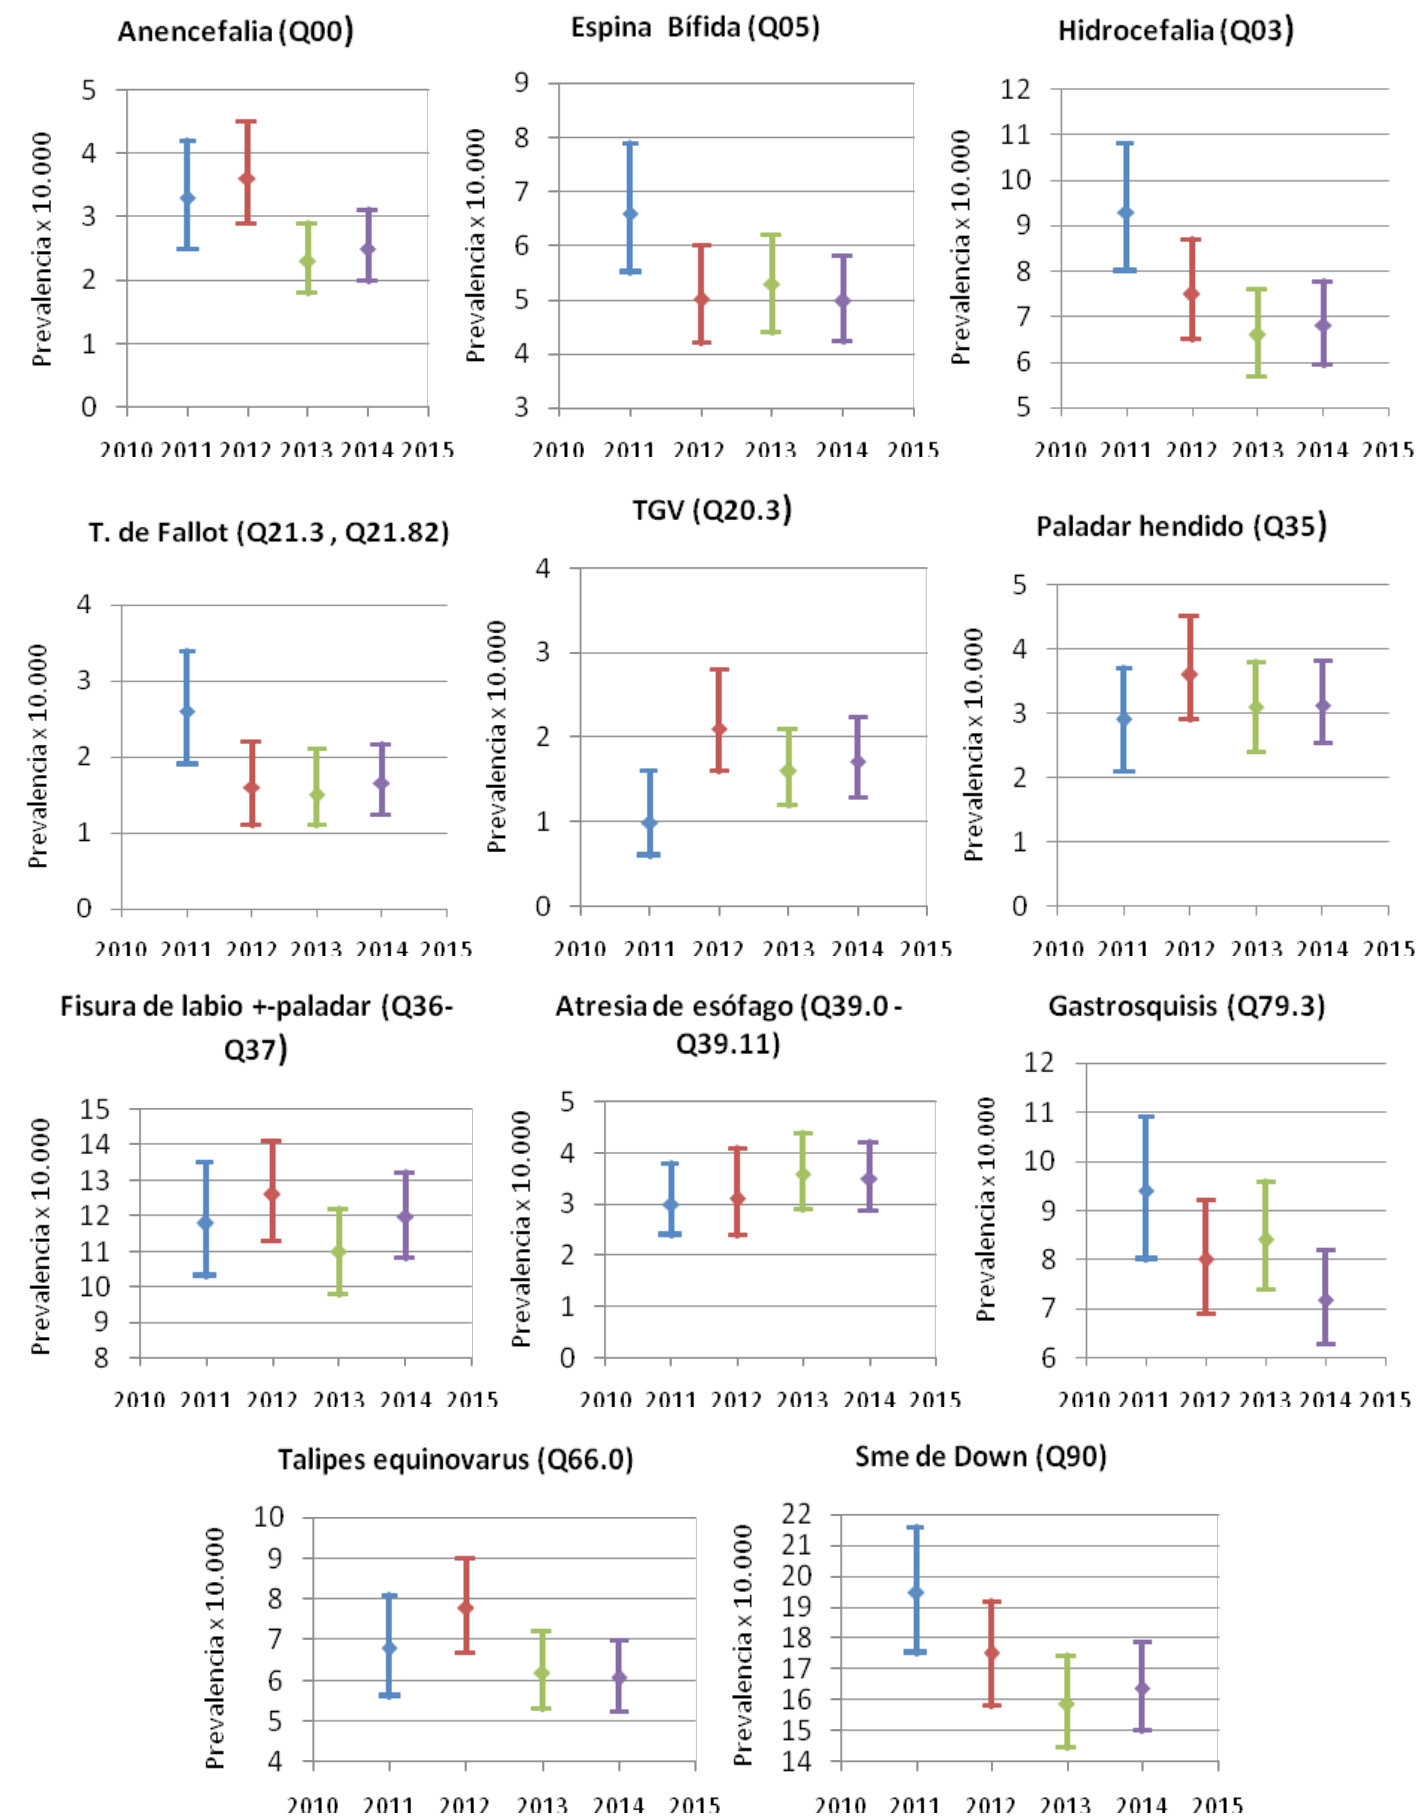 Anencefalia (Q00)
Prevalencia x 10.000
5
4
3
2
1
0
2010 2011 2012 2013 2014 2015
Espina Bífida (Q05)
Prevalencia x 10.000
9
8
7
6
5
4
3
2010 2011 2012 2013 2014 2015
Hidrocefalia (Q03)
Prevalencia x 10.000
12
11
10
9
8
7
6
5
2010 2011 2012 2013 2014 2015
T. de Fallot (Q21.3 , Q21.82)
Prevalencia x 10.000
4
3
2
1
0
2010 2011 2012 2013 2014 2015
TGV (Q20.3)
Prevalencia x 10.000
4
3
2
1
0
2010 2011 2012 2013 2014 2015
Paladar hendido (Q35)
Prevalencia x 10.000
5
4
3
2
1
0
2010 2011 2012 2013 2014 2015
Fisura de labio +-paladar (Q36-
Q37)
Prevalencia x 10.000
15
14
13
12
11
10
9
8
2010 2011 2012 2013 2014 2015
Atresia de esófago (Q39.0 -
Q39.11)
Prevalencia x 10.000
5
4
3
2
1
0
2010 2011 2012 2013 2014 2015
Gastrosquisis (Q79.3)
Prevalencia x 10.000
12
11
10
9
8
7
6
2010 2011 2012 2013 2014 2015
Talipes equinovarus (Q66.0)
Prevalencia x 10.000
10
9
8
7
6
5
4
2010 2011 2012 2013 2014 2015
Sme de Down (Q90)
Prevalencia x 10.000
22
21
20
19
18
17
16
15
14
2010 2011 2012 2013 2014 2015